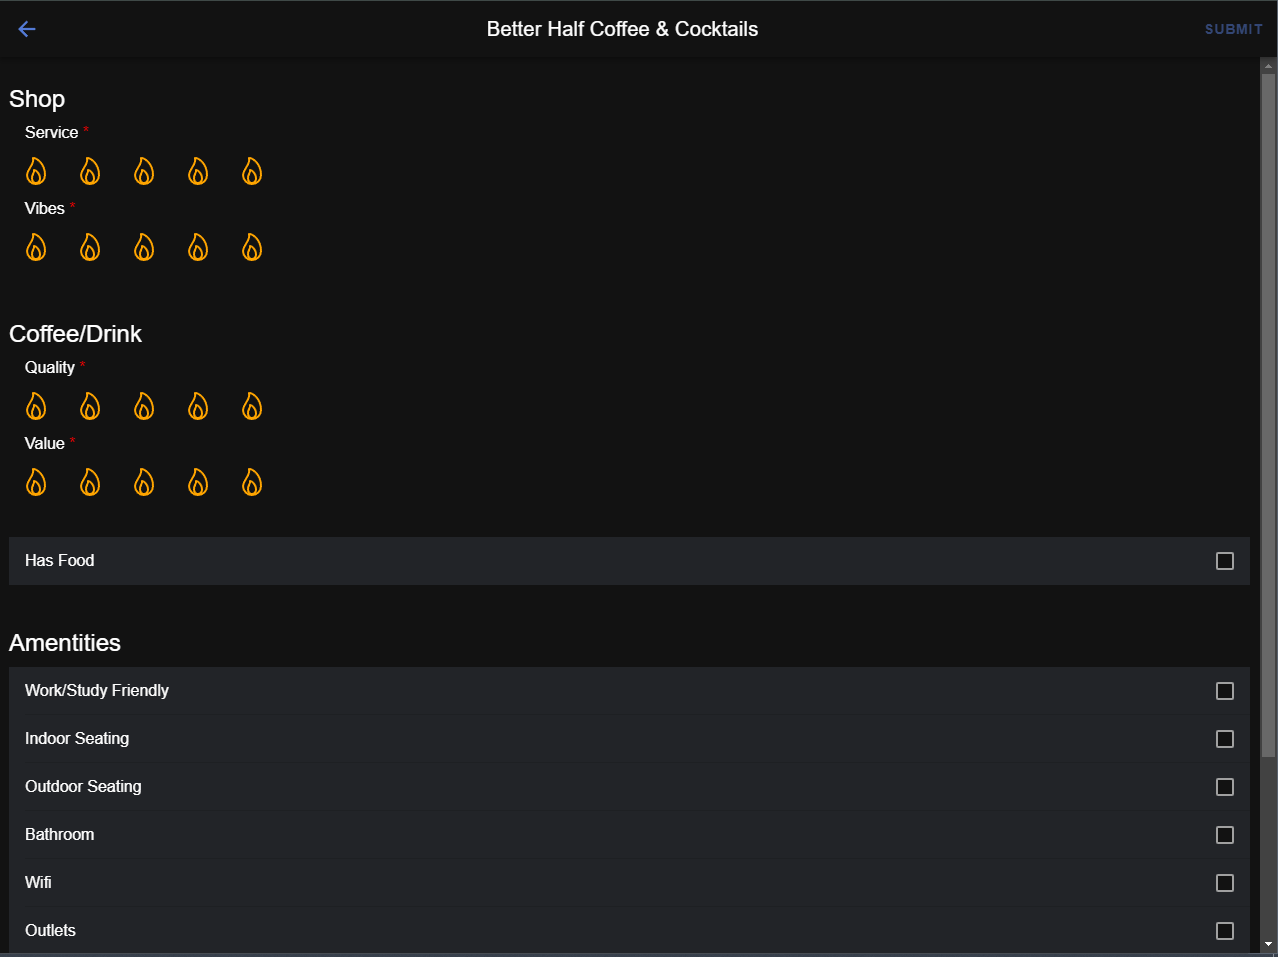 Better Half Coffee & Cocktails
SUBMIT
Shop
Service *
Vibes *
Coffee/Drink
Quality *
Value *
Has Food
Amentities
Work/Study Friendly
Indoor Seating
Outdoor Seating
Bathroom
Wifi
Outlets